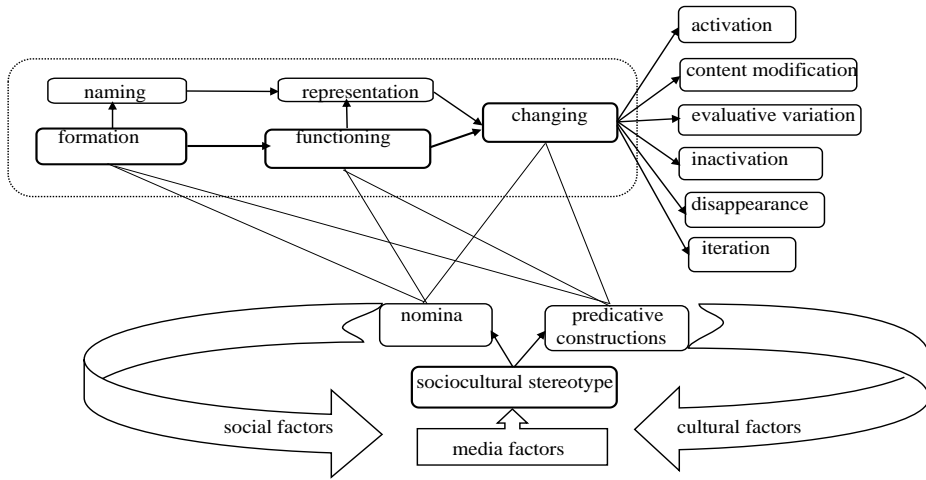 activation
content modification
evaluative variation
inactivation
disappearance
iteration
naming
representation
changing
formation
functioning
nomina
predicative
constructions
sociocultural stereotype
social factors
media factors
cultural factors